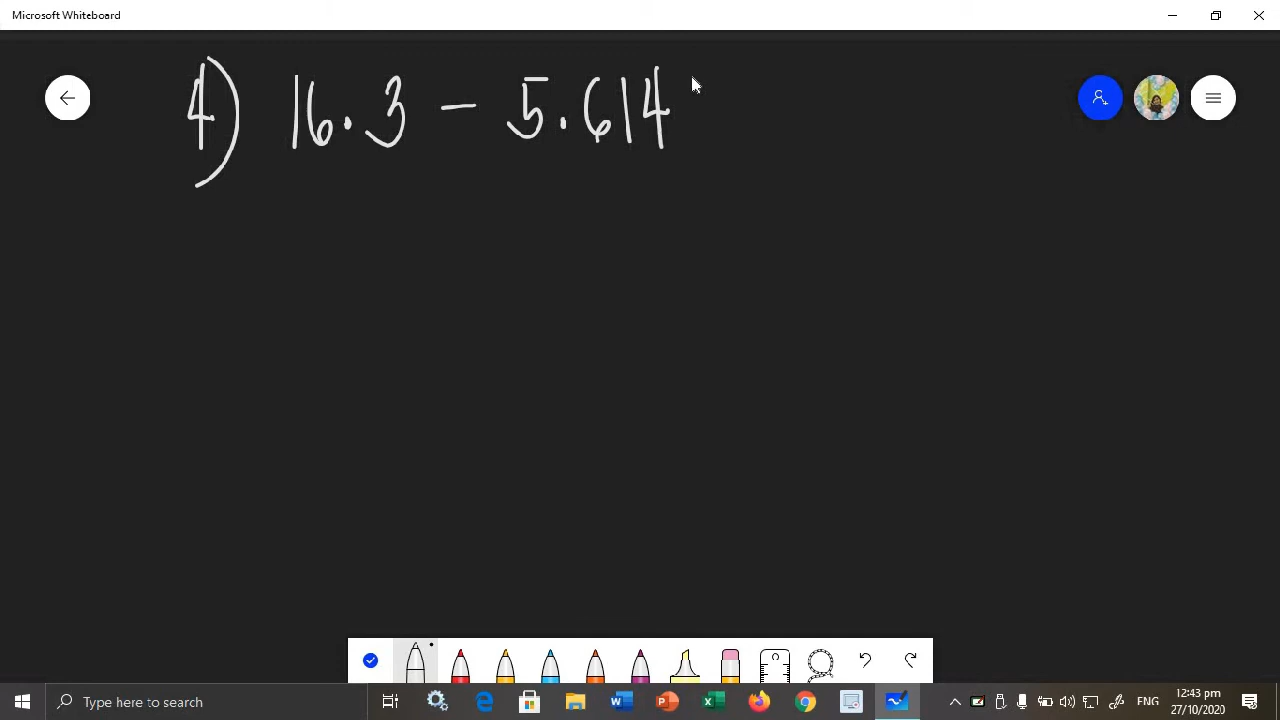 Microsoft Whiteboard
4) 16.3 - 5.614
Type here to search
ENG
12:43 pm
27/10/2020